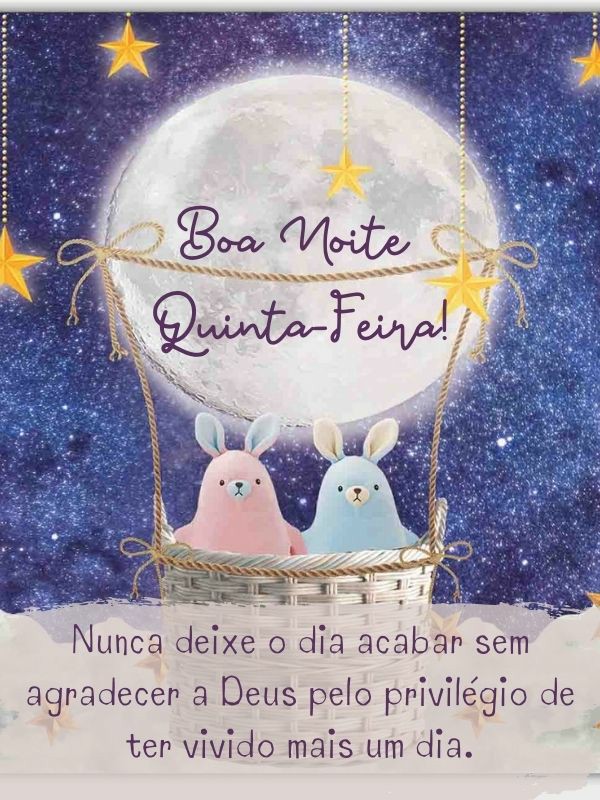 Boa Noite
Quinta-Feira!
Nunca deixe o dia acabar sem
agradecer a Deus pelo privilégio de
ter vivido mais um dia.